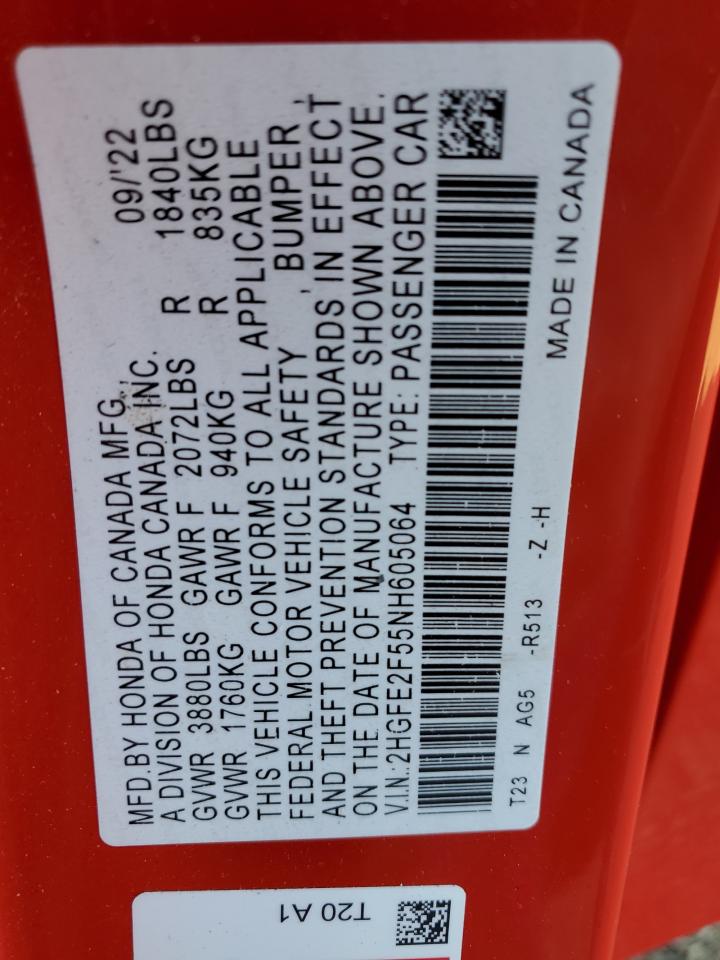 MFD.BY HONDA OF CANADA MFG., 09/'22
A DIVISION OF HONDA CANADA INC.
GVWR 3880LBS GAWR F 2072LBS R 1840LBS
GVWR 1760KG GAWR F 940KG R 835KG
THIS VEHICLE CONFORMS TO ALL APPLICABLE
FEDERAL MOTOR VEHICLE SAFETY , BUMPER ,
AND THEFT PREVENTION STANDARDS IN EFFECT
ON THE DATE OF MANUFACTURE SHOWN ABOVE.
V.I.N.:2HGFE2F55NH605064 TYPE: PASSENGER CAR
T23 N AG5 -R513 -Z -H MADE IN CANADA
T20 A1